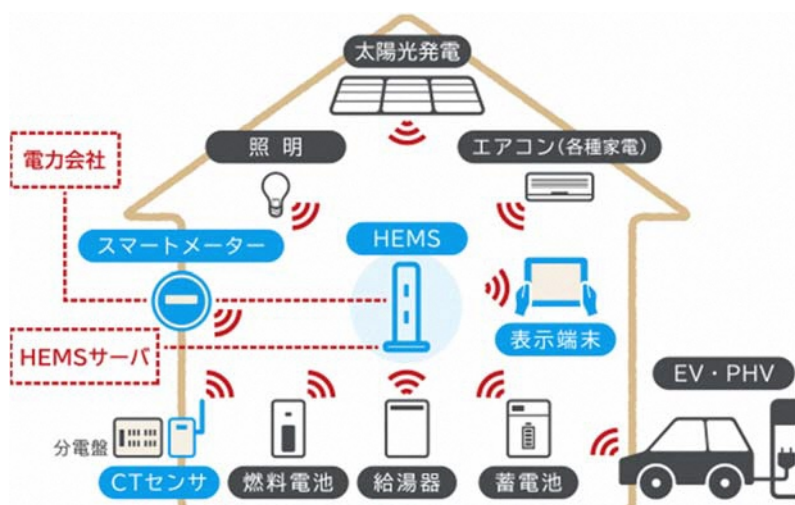 太陽光発電
照明
エアコン(各種家電)
電力会社
スマートメーター
HEMS
表示端末
HEMSサーバ
EV・PHV
分電盤
CTセンサ
燃料電池
給湯器
蓄電池